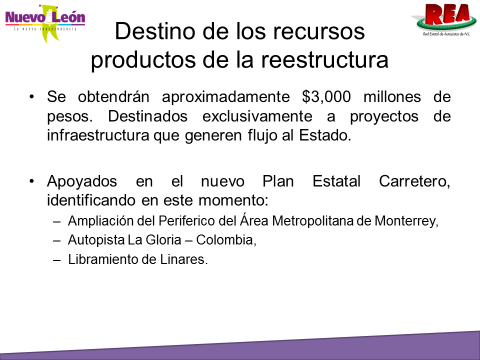 Nuevo León
La nueva independencia
REA
Red Estatal de Autopistas de N.L.
Destino de los recursos
productos de la reestructura
• Se obtendrán aproximadamente $3,000 millones de
pesos. Destinados exclusivamente a proyectos de
infraestructura que generen flujo al Estado.
• Apoyados en el nuevo Plan Estatal Carretero,
identificando en este momento:
– Ampliación del Periferico del Área Metropolitana de Monterrey,
– Autopista La Gloria – Colombia,
– Libramiento de Linares.